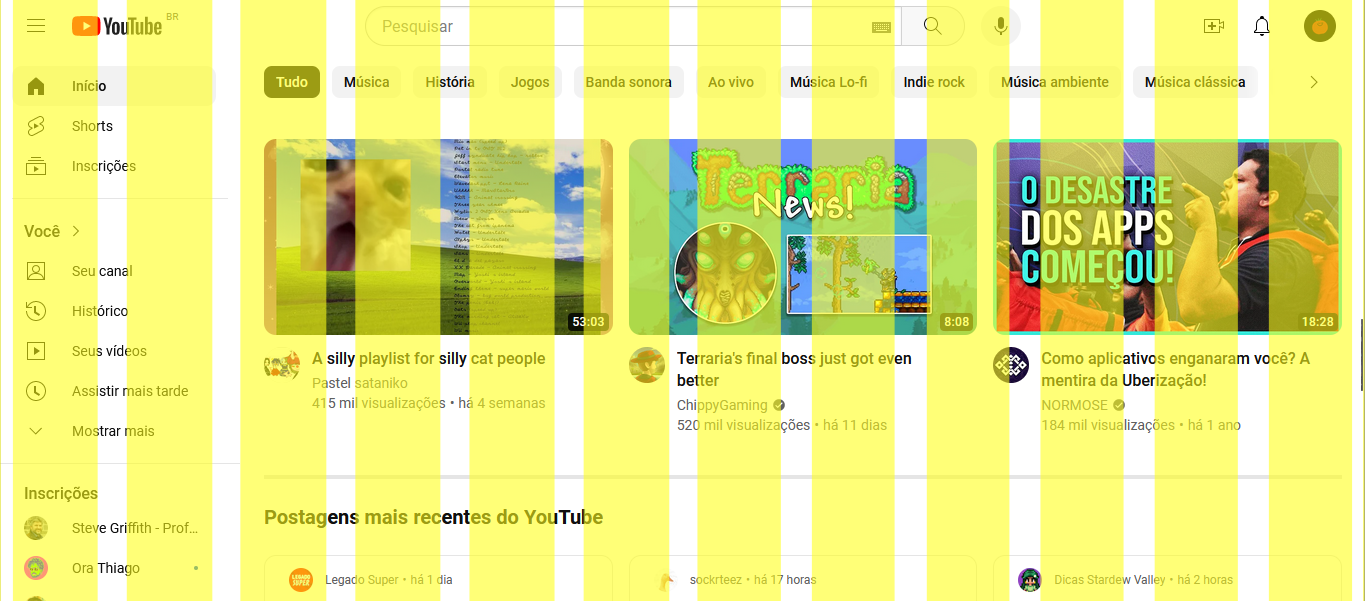 YouTube BR
Pesquisar
Início
Shorts
Inscrições
Você
Seu canal
Histórico
Seus vídeos
Assistir mais tarde
Mostrar mais
Inscrições
Steve Griffith - Prof...
Ora Thiago
Tudo
Música
História
Jogos
Banda sonora
Ao vivo
Música Lo-fi
Indie rock
Música ambiente
Música clássica
53:03
A silly playlist for silly cat people
Pastel sataniko
415 mil visualizações • há 4 semanas
Terraria
News!
8:08
Terraria's final boss just got even
better
ChippyGaming
520 mil visualizações • há 11 dias
O DESASTRE
DOS APPS
COMEÇOU!
18:28
Como aplicativos enganaram você? A
mentira da Uberização!
NORMOSE
184 mil visualizações • há 1 ano
Postagens mais recentes do YouTube
LEGADO
SUPER
Legado Super • há 1 dia
sockrteez • há 17 horas
Dicas Stardew Valley • há 2 horas